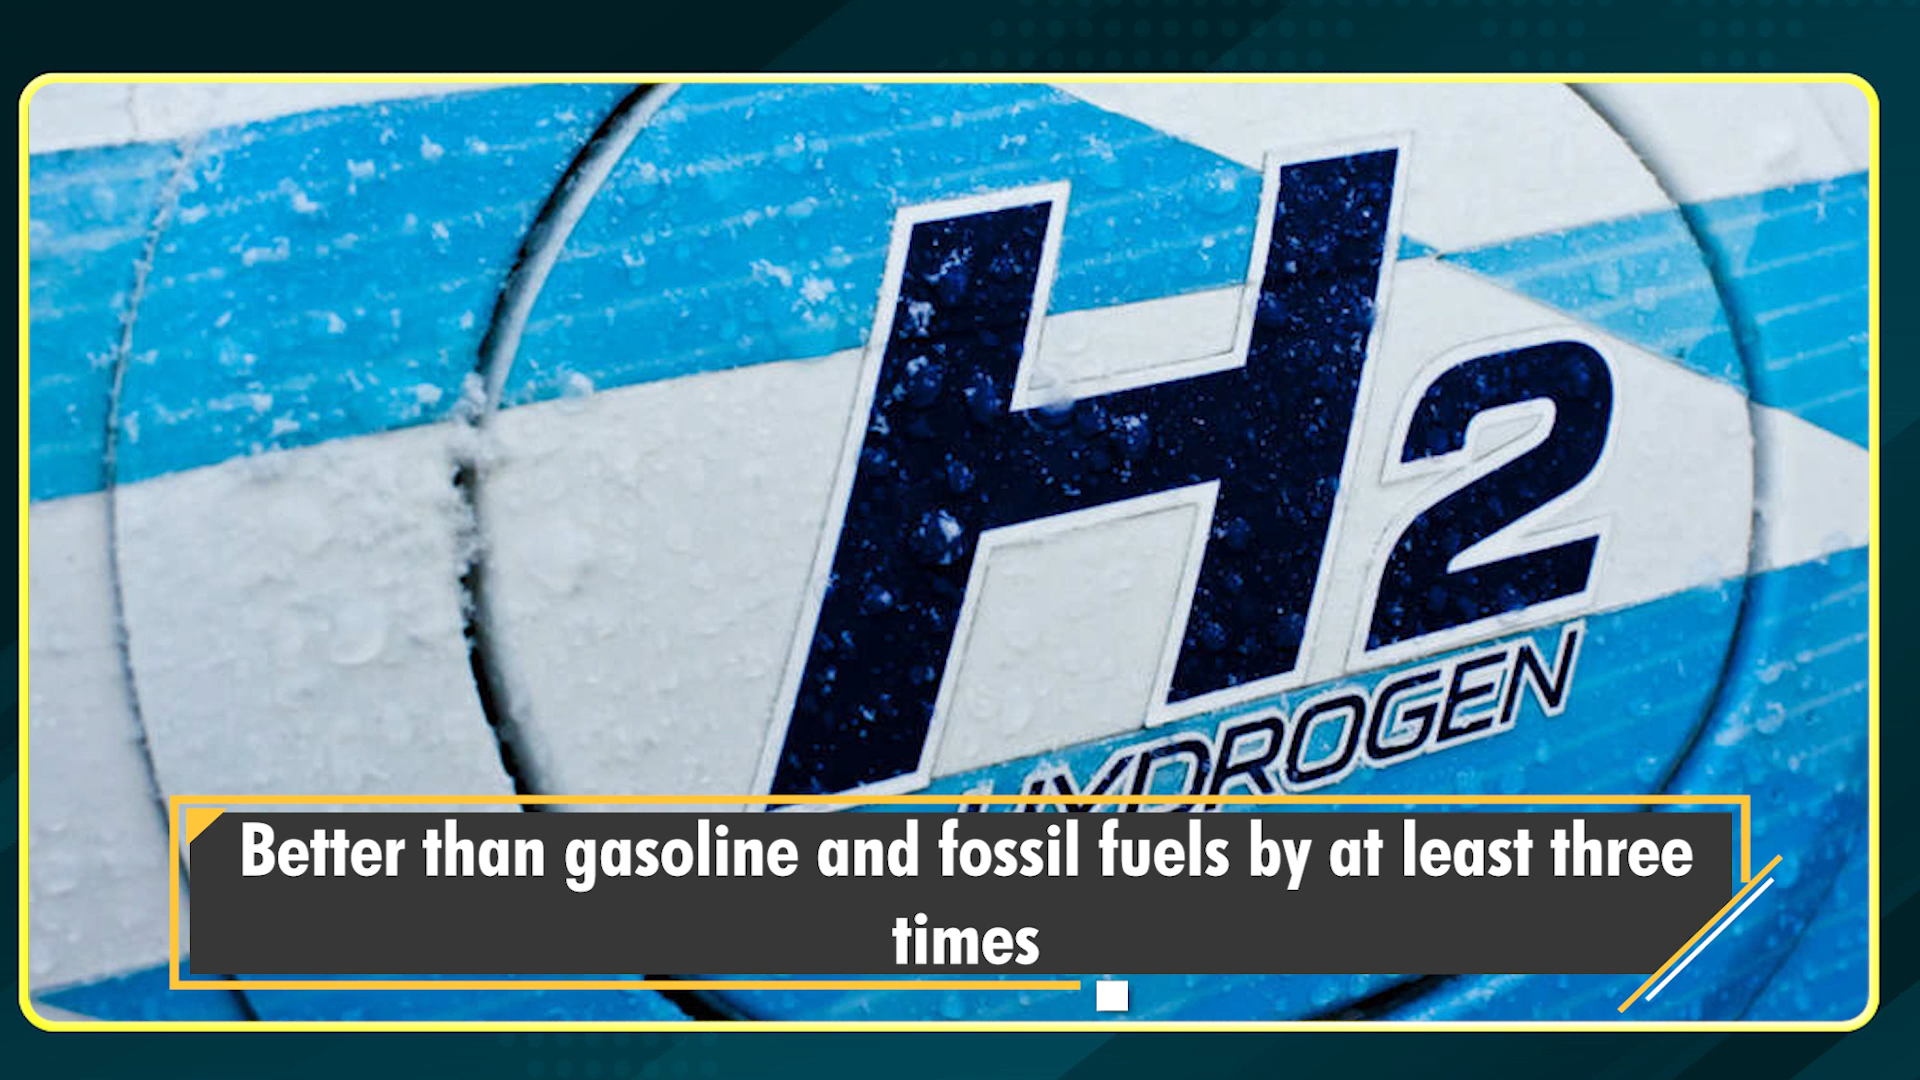 H2
HYDROGEN
Better than gasoline and fossil fuels by at least three
times